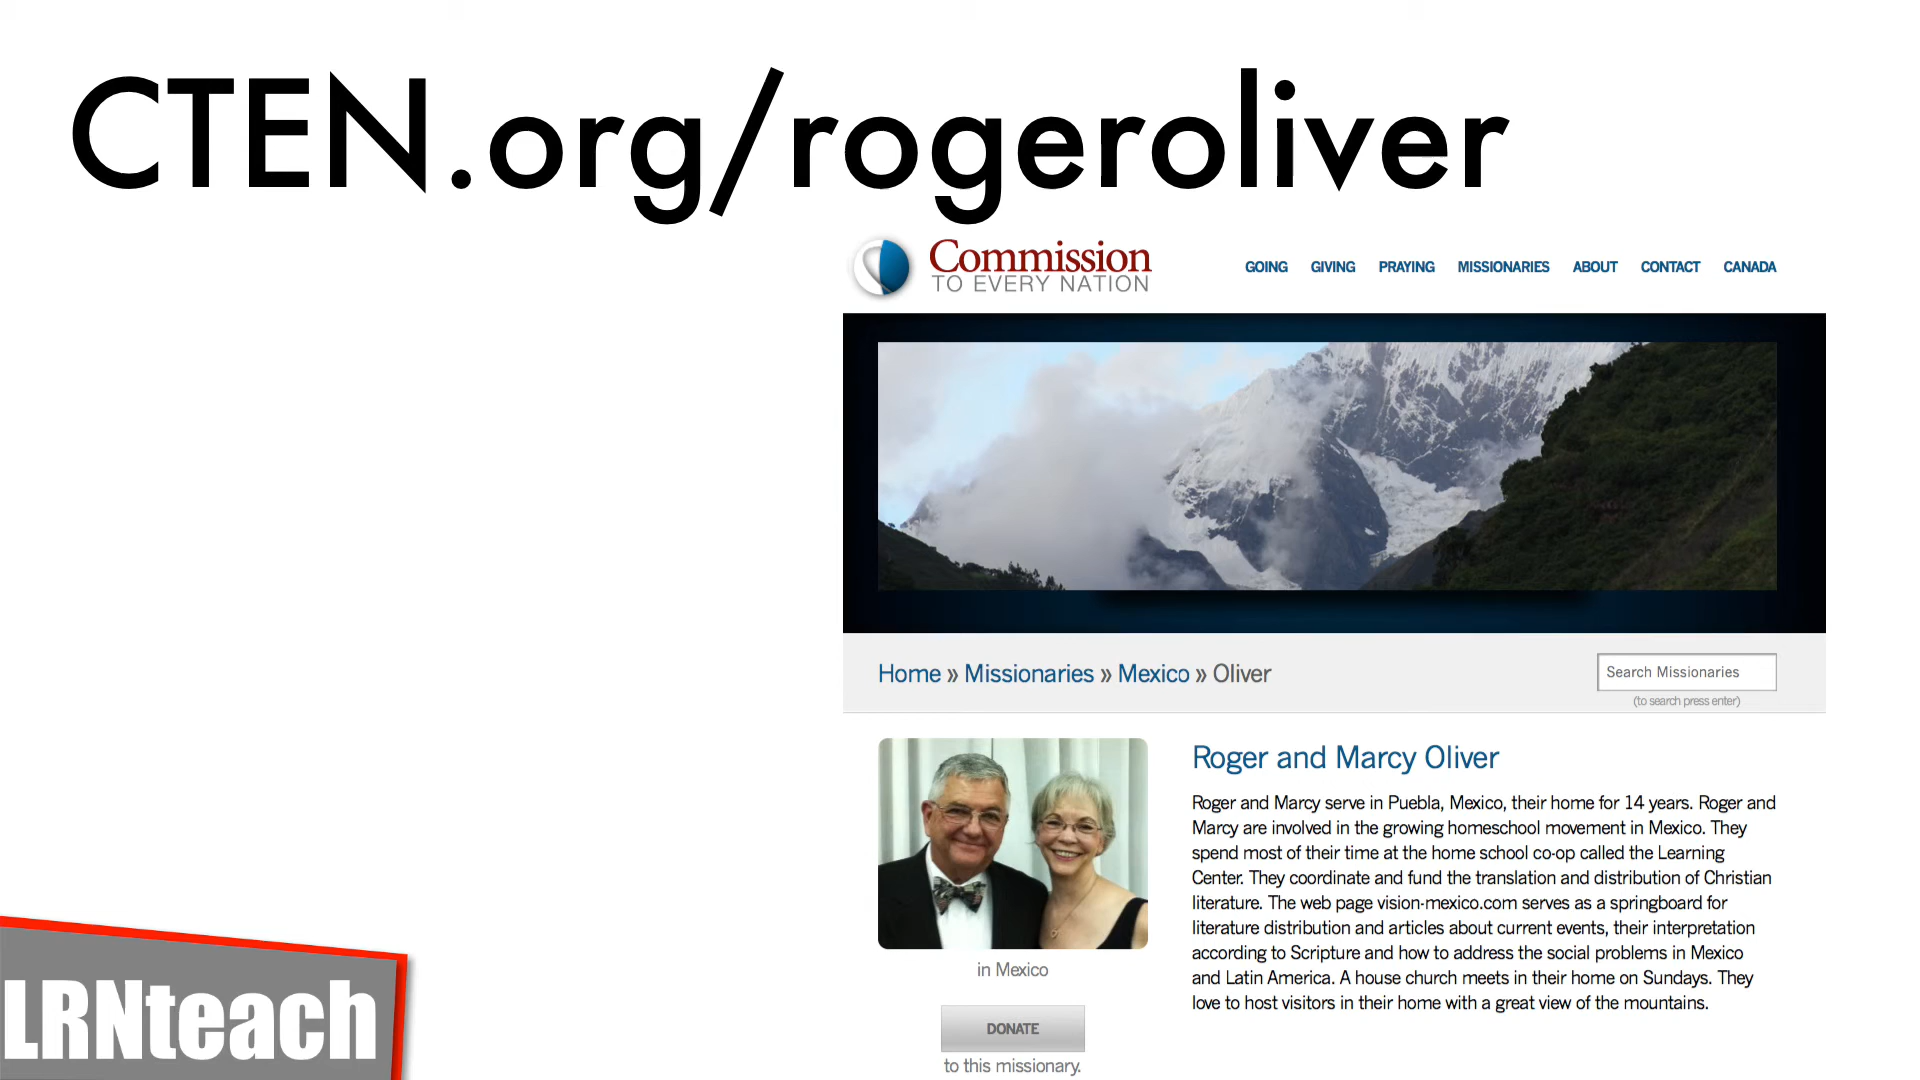 CTEN.org/rogeroliver
Commission
TO EVERY NATION
GOING GIVING PRAYING MISSIONARIES ABOUT CONTACT CANADA
Home » Missionaries » Mexico » Oliver
Search Missionaries
(to search press enter)
Roger and Marcy Oliver
Roger and Marcy serve in Puebla, Mexico, their home for 14 years. Roger and
Marcy are involved in the growing homeschool movement in Mexico. They
spend most of their time at the home school co-op called the Learning
Center. They coordinate and fund the translation and distribution of Christian
literature. The web page vision-mexico.com serves as a springboard for
literature distribution and articles about current events, their interpretation
according to Scripture and how to address the social problems in Mexico
and Latin America. A house church meets in their home on Sundays. They
love to host visitors in their home with a great view of the mountains.
in Mexico
DONATE
to this missionary.
LRNteach